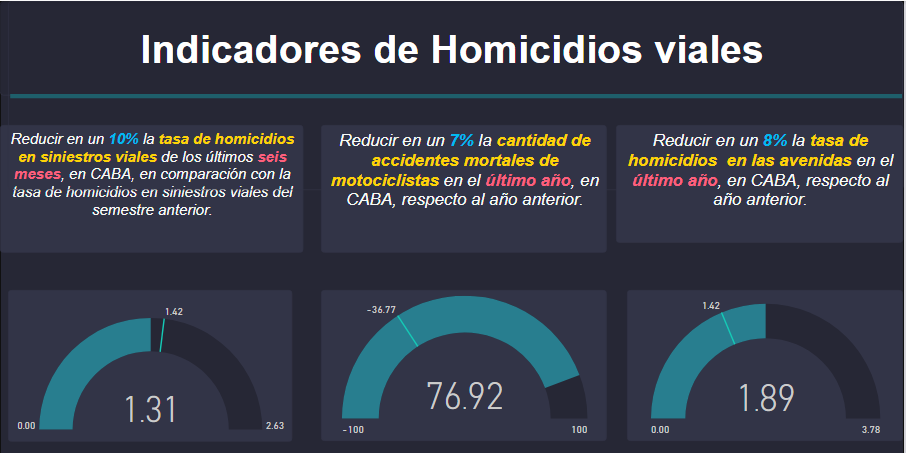 Indicadores de Homicidios viales
Reducir en un 10% la tasa de homicidios
en siniestros viales de los últimos seis
meses, en CABA, en comparación con la
tasa de homicidios en siniestros viales del
semestre anterior.
Reducir en un 7% la cantidad de
accidentes mortales de
motociclistas en el último año, en
CABA, respecto al año anterior.
Reducir en un 8% la tasa de
homicidios en las avenidas en el
último año, en CABA, respecto al
año anterior.
1.42
0.00
1.31
2.63
-36.77
-100
76.92
100
1.42
0.00
1.89
3.78